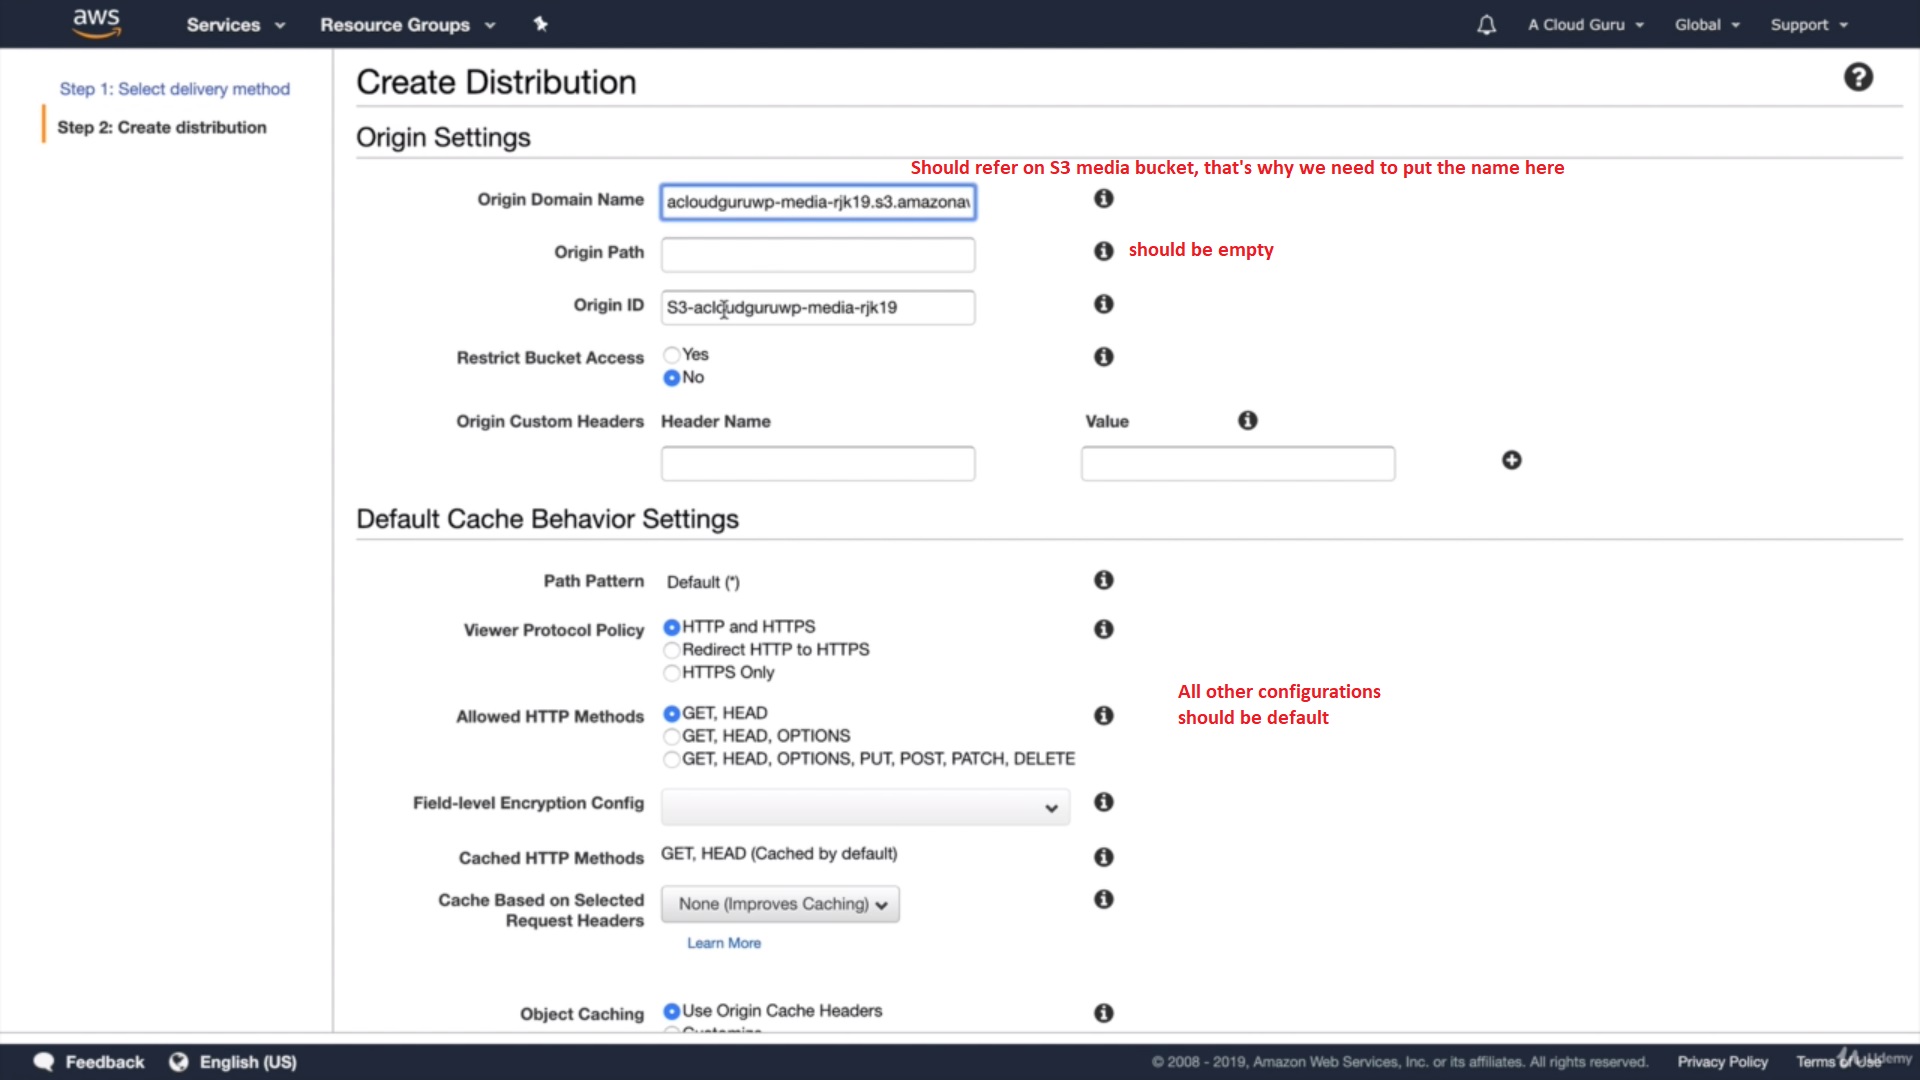 aws
Services
Resource Groups
A Cloud Guru
Global
Support
Step 1: Select delivery method
Step 2: Create distribution
Create Distribution
?
Origin Settings
Should refer on S3 media bucket, that's why we need to put the name here
Origin Domain Name
acloudguruwp-media-rjk19.s3.amazonaw
Origin Path
should be empty
Origin ID
S3-acloudguruwp-media-rjk19
Restrict Bucket Access
Yes
No
Origin Custom Headers
Header Name
Value
Default Cache Behavior Settings
Path Pattern
Default (*)
Viewer Protocol Policy
HTTP and HTTPS
Redirect HTTP to HTTPS
HTTPS Only
All other configurations
should be default
Allowed HTTP Methods
GET, HEAD
GET, HEAD, OPTIONS
GET, HEAD, OPTIONS, PUT, POST, PATCH, DELETE
Field-level Encryption Config
Cached HTTP Methods
GET, HEAD (Cached by default)
Cache Based on Selected
Request Headers
None (Improves Caching)
Learn More
Object Caching
Use Origin Cache Headers
Customize
Feedback
English (US)
© 2008 - 2019, Amazon Web Services, Inc. or its affiliates. All rights reserved.
Privacy Policy
Terms of Use
Udemy